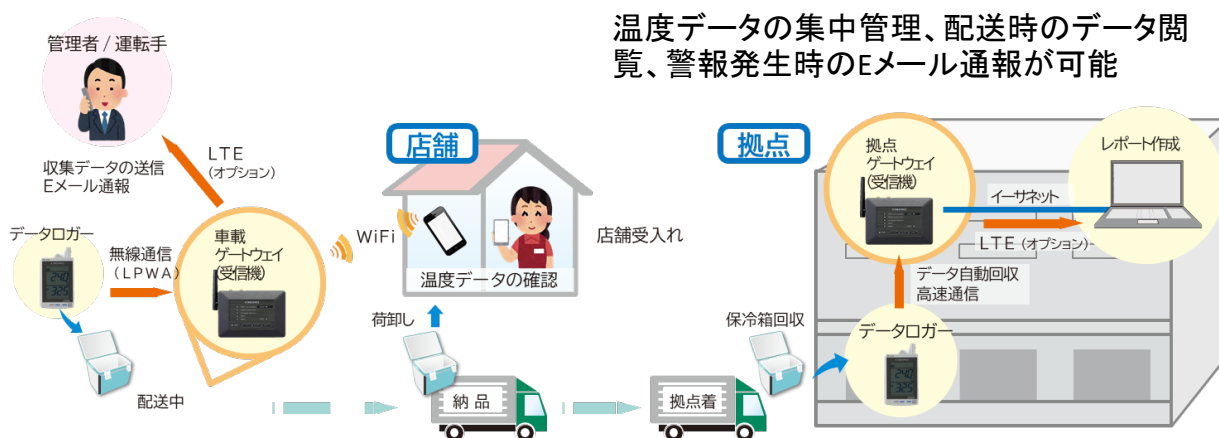 温度データの集中管理、配送時のデータ閲
覧、警報発生時のEメール通報が可能
管理者 / 運転手
収集データの送信
Eメール通報
LTE
(オプション)
データロガー
無線通信
(LPWA)
車載
ゲートウェイ
(受信機)
配送中
店舗
WiFi
温度データの確認
店舗受入れ
荷卸し
納 品
拠点着
保冷箱回収
拠点
拠点
ゲートウェイ
(受信機)
レポート作成
イーサネット
LTE (オプション)
データ自動回収
高速通信
データロガー